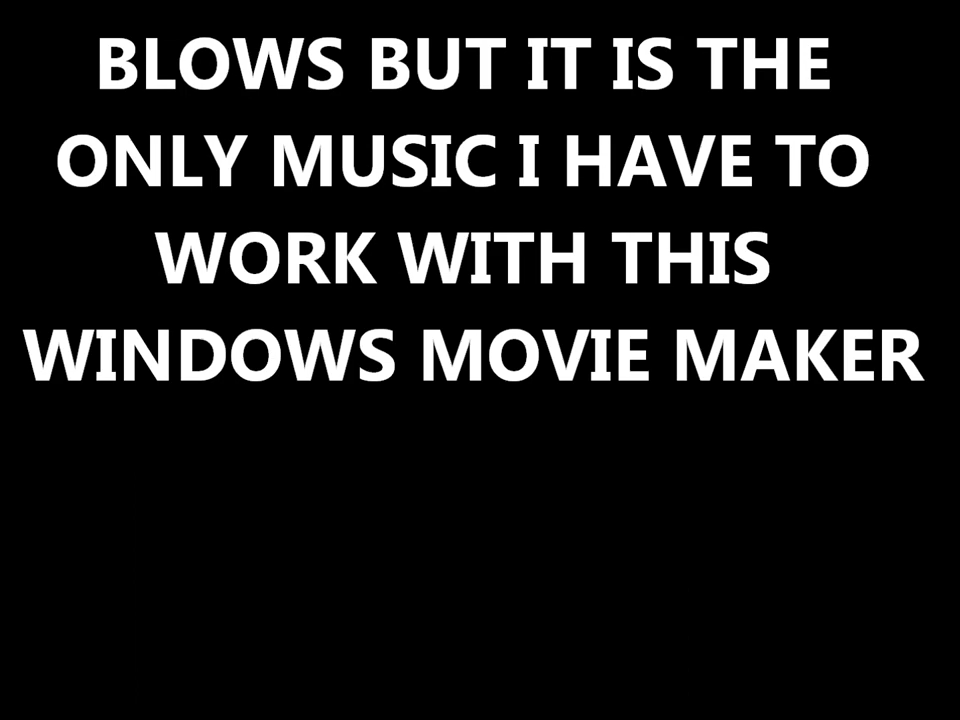 BLOWS BUT IT IS THE
ONLY MUSIC I HAVE TO
WORK WITH THIS
WINDOWS MOVIE MAKER